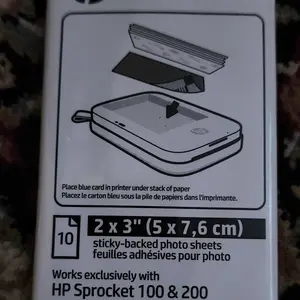 Place blue card in printer under stack of paper
Placez le carton bleu sous la pile de papiers dans l'imprimante.
10
2 x 3" (5 x 7,6 cm)
sticky-backed photo sheets
feuilles adhésives pour photo
Works exclusively with
HP Sprocket 100 & 200